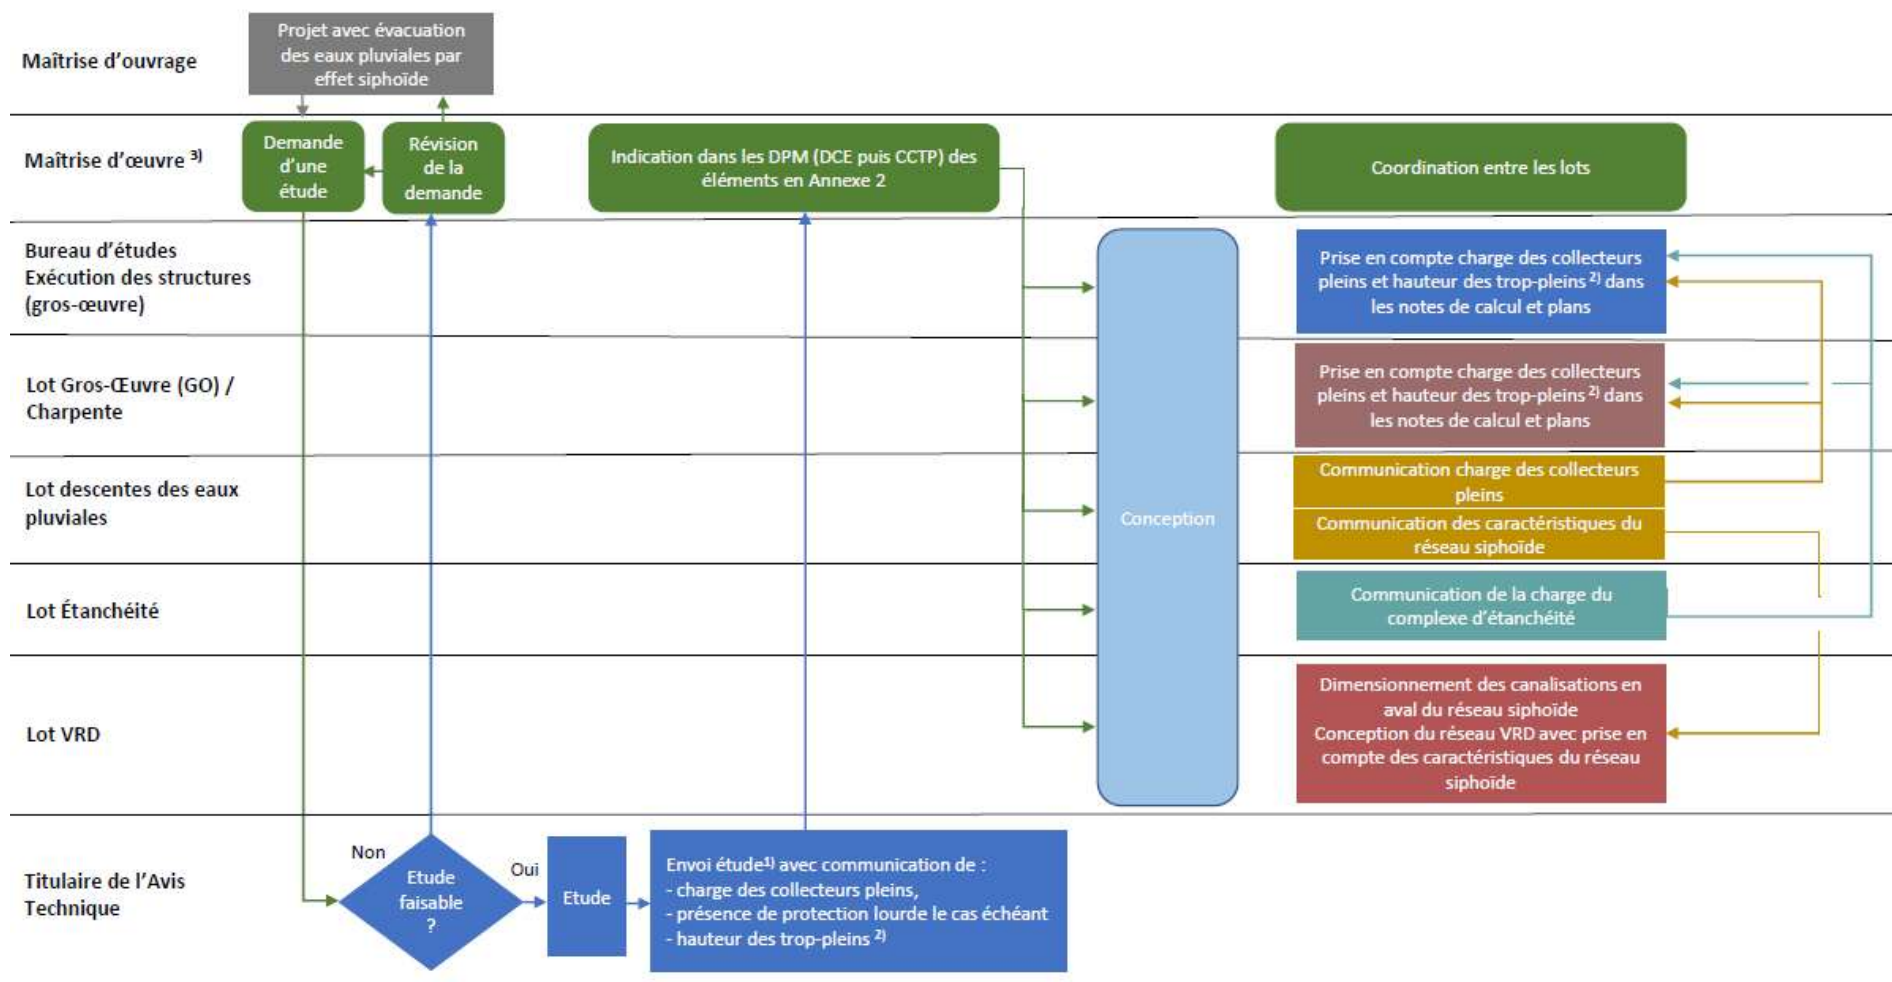 Maîtrise d’ouvrage
Projet avec évacuation
des eaux pluviales par
effet siphoïde
Maîtrise d’œuvre 3)
Demande
d’une
étude
Révision
de la
demande
Indication dans les DPM (DCE puis CCTP) des
éléments en Annexe 2
Coordination entre les lots
Bureau d’études
Exécution des structures
(gros-œuvre)
Prise en compte charge des collecteurs
pleins et hauteur des trop-pleins 2) dans
les notes de calcul et plans
Lot Gros-Œuvre (GO) /
Charpente
Prise en compte charge des collecteurs
pleins et hauteur des trop-pleins 2) dans
les notes de calcul et plans
Lot descentes des eaux
pluviales
Conception
Communication charge des collecteurs
pleins
Communication des caractéristiques du
réseau siphoïde
Lot Étanchéité
Communication de la charge du
complexe d’étanchéité
Lot VRD
Dimensionnement des canalisations en
aval du réseau siphoïde
Conception du réseau VRD avec prise en
compte des caractéristiques du réseau
siphoïde
Titulaire de l’Avis
Technique
Non
Etude
faisable
?
Oui
Etude
Envoi étude1) avec communication de :
- charge des collecteurs pleins,
- présence de protection lourde le cas échéant
- hauteur des trop-pleins 2)